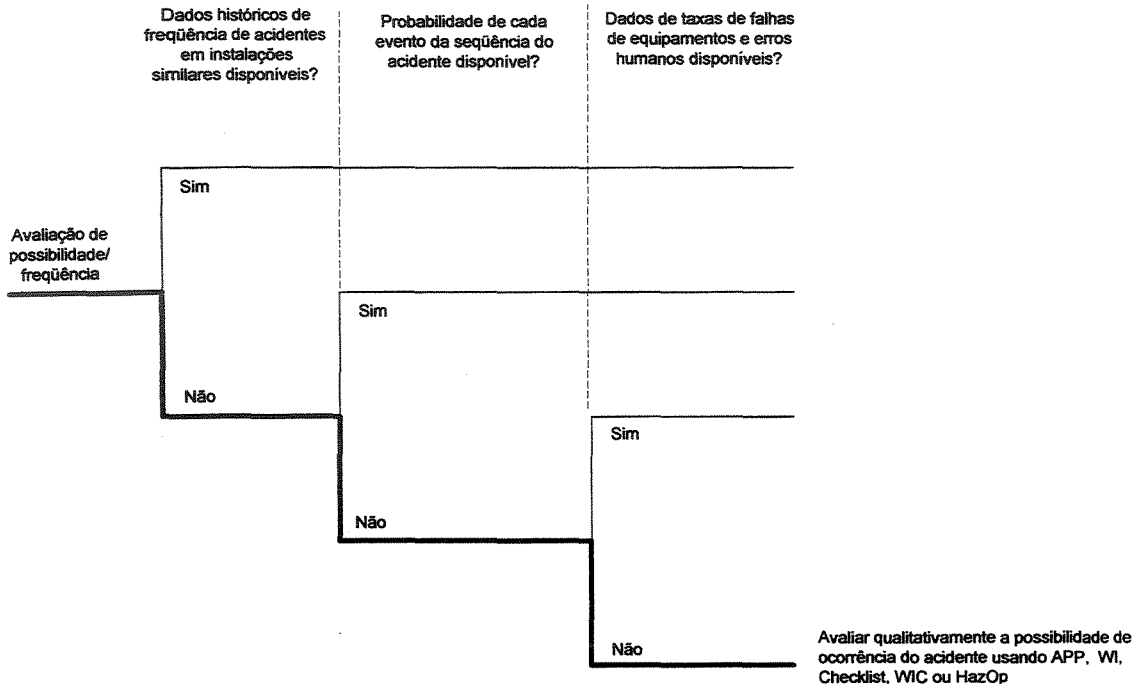 Dados históricos de
freqüência de acidentes
em instalações
similares disponíveis?
Probabilidade de cada
evento da seqüência do
acidente disponível?
Dados de taxas de falhas
de equipamentos e erros
humanos disponíveis?
Sim
Avaliação de
possibilidade/
freqüência
Sim
Não
Sim
Não
Não
Avaliar qualitativamente a possibilidade de
ocorrência do acidente usando APP, WI,
Checklist, WIC ou HazOp